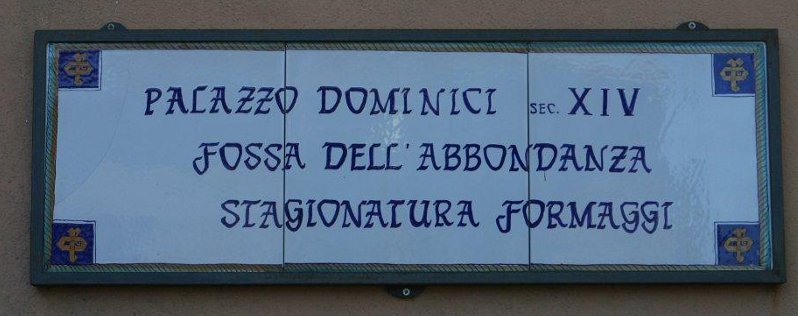 PALAZZO DOMINICI SEC. XIV
FOSSA DELL'ABBONDANZA
STAGIONATURA FORMAGGI